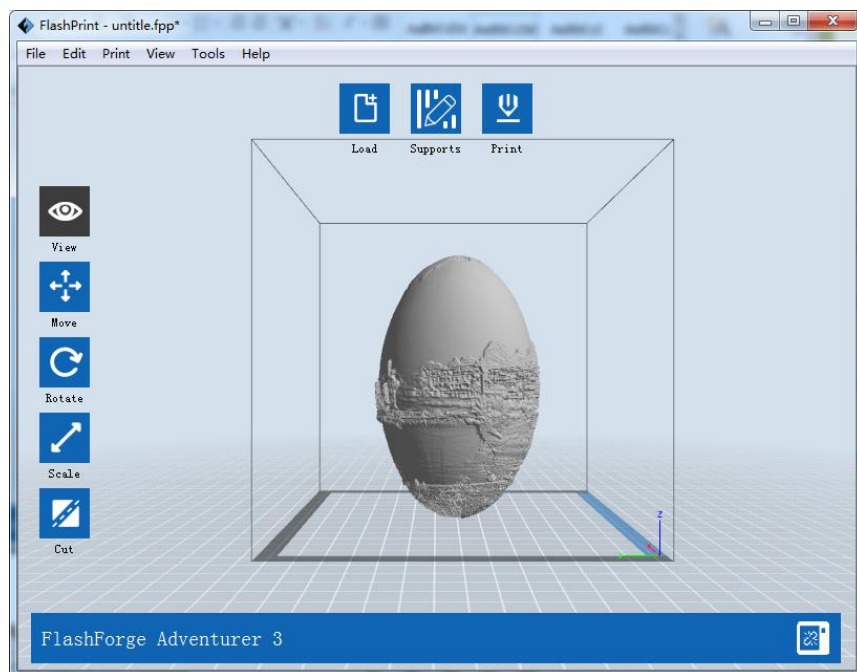 FlashPrint - untitle.fpp*
File Edit Print View Tools Help
Load Supports Print
View
Move
Rotate
Scale
Cut
z
FlashForge Adventurer 3